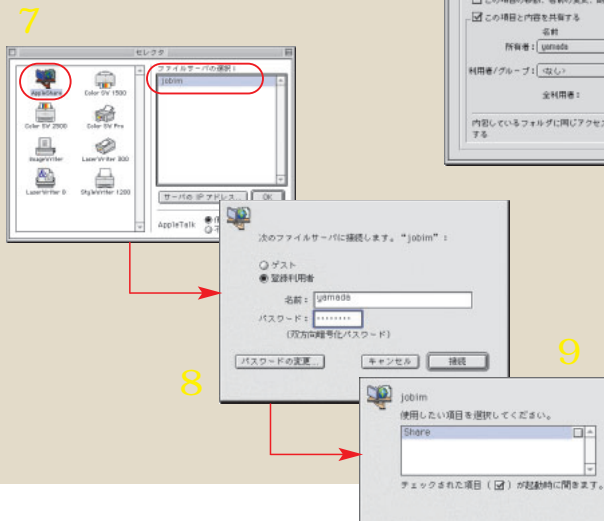 7
セレクタ
AppleShare
Color SW 1500
Color SW 2500
Color SW Pro
ImageWriter
LaserWriter 300
LaserWriter 8
StyleWriter 1200
ファイルサーバの選択:
jobim
サーバの IP アドレス...
OK
AppleTalk
この項目と内容を共有する
名前
所有者:
yamada
利用者/グループ:
<なし>
全利用者:
内包しているフォルダに同じアクセス
する
次のファイルサーバに接続します。“jobim”:
ゲスト
登録利用者
名前:
yamada
パスワード:
••••••••
(双方向暗号化パスワード)
パスワードの変更...
キャンセル
接続
8
9
jobim
使用したい項目を選択してください。
Share
チェックされた項目(☑)が起動時に開きます。